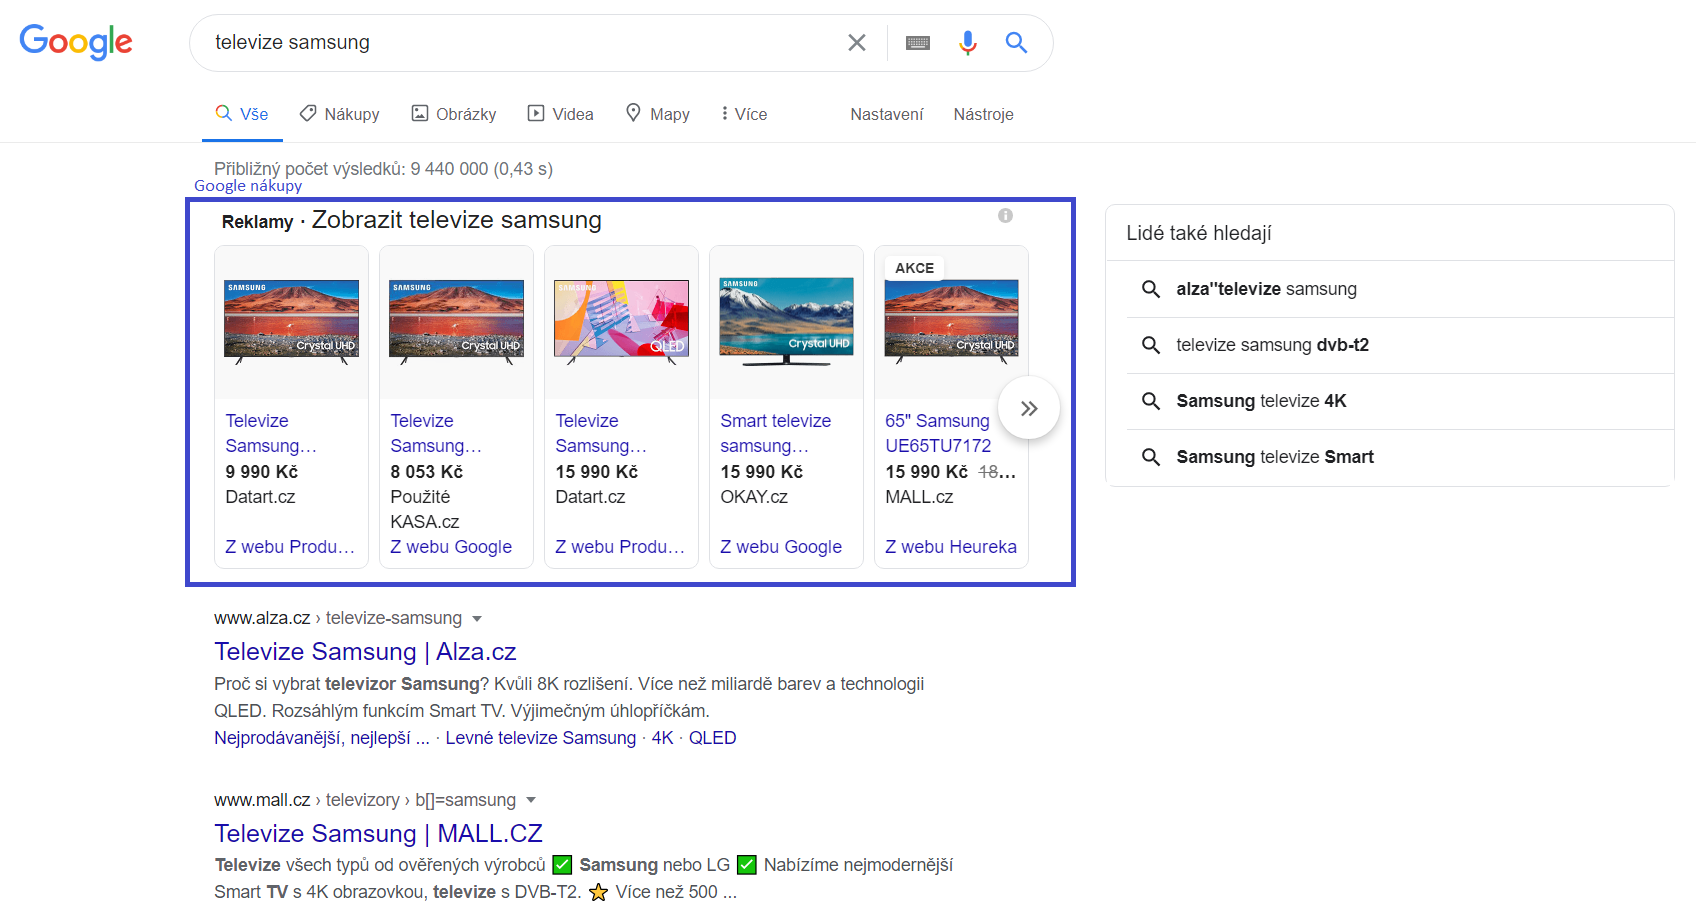 Google
televize samsung
Vše Nákupy Obrázky Videa Mapy Více Nastavení Nástroje
Přibližný počet výsledků: 9 440 000 (0,43 s)
Google nákupy
Reklamy · Zobrazit televize samsung
SAMSUNG
Crystal UHD
Televize
Samsung…
9 990 Kč
Datart.cz
Z webu Produ…
SAMSUNG
Crystal UHD
Televize
Samsung…
8 053 Kč
Použité
KASA.cz
Z webu Google
SAMSUNG
QLED
Televize
Samsung…
15 990 Kč
Datart.cz
Z webu Produ…
SAMSUNG
Crystal UHD
Smart televize
samsung…
15 990 Kč
OKAY.cz
Z webu Google
AKCE
Crystal UHD
65" Samsung
UE65TU7172
15 990 Kč 18…
MALL.cz
Z webu Heureka
Lidé také hledají
alza"televize samsung
televize samsung dvb-t2
Samsung televize 4K
Samsung televize Smart
www.alza.cz › televize-samsung
Televize Samsung | Alza.cz
Proč si vybrat televizor Samsung? Kvůli 8K rozlišení. Více než miliardě barev a technologii
QLED. Rozsáhlým funkcím Smart TV. Výjimečným úhlopříčkám.
Nejprodávanější, nejlepší ... · Levné televize Samsung · 4K · QLED
www.mall.cz › televizory › b[]=samsung
Televize Samsung | MALL.CZ
Televize všech typů od ověřených výrobců ✅ Samsung nebo LG ✅ Nabízíme nejmodernější
Smart TV s 4K obrazovkou, televize s DVB-T2. ⭐ Více než 500 ...